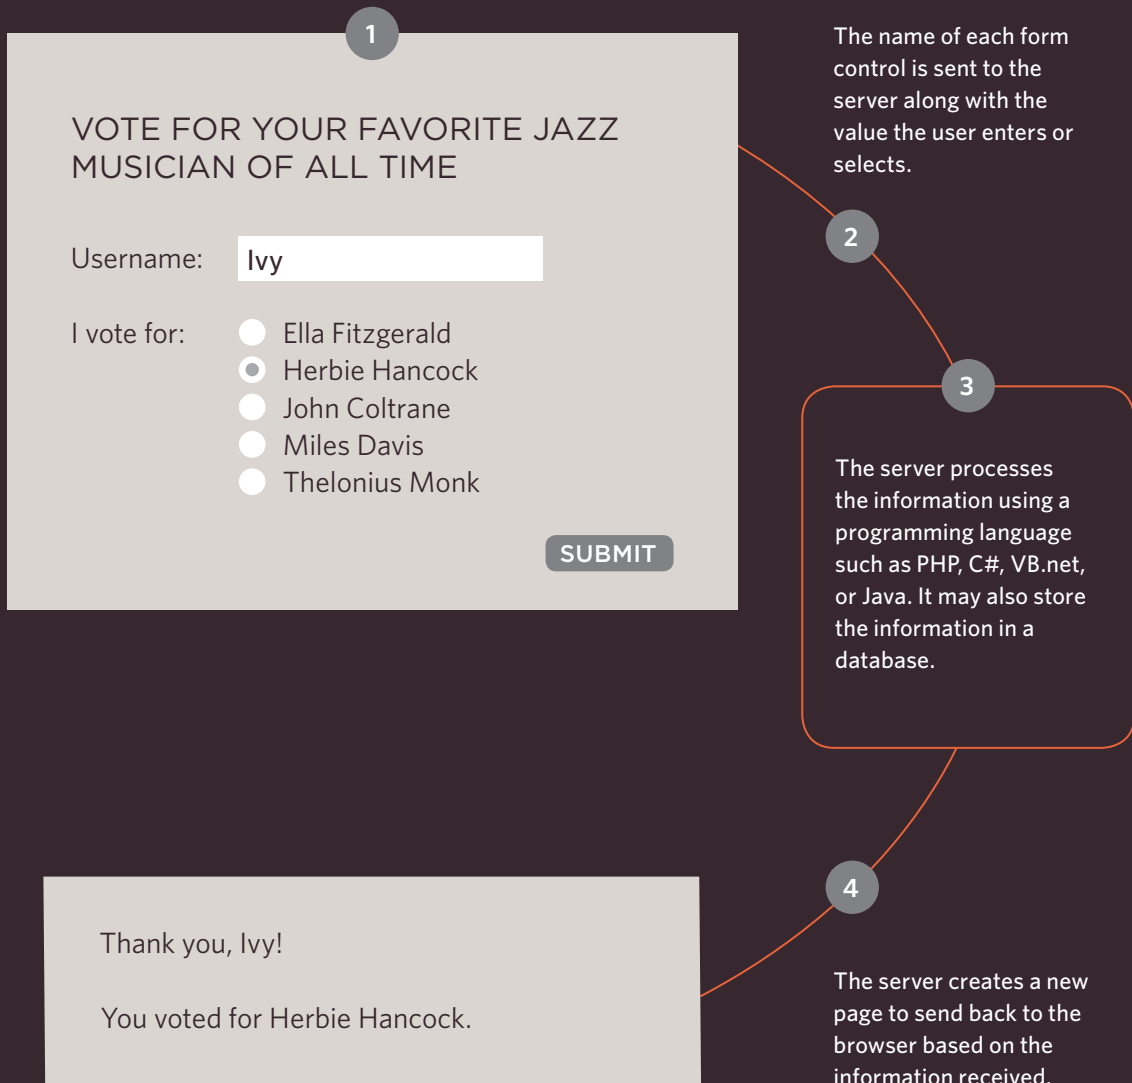 1
VOTE FOR YOUR FAVORITE JAZZ
MUSICIAN OF ALL TIME
Username: Ivy
I vote for: Ella Fitzgerald
Herbie Hancock
John Coltrane
Miles Davis
Thelonius Monk
SUBMIT
The name of each form
control is sent to the
server along with the
value the user enters or
selects.
2
3
The server processes
the information using a
programming language
such as PHP, C#, VB.net,
or Java. It may also store
the information in a
database.
4
The server creates a new
page to send back to the
browser based on the
information received.
Thank you, Ivy!
You voted for Herbie Hancock.